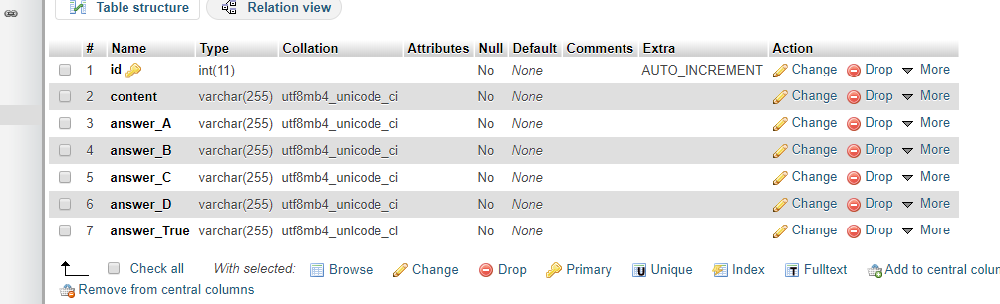 Table structure Relation view
# Name Type Collation Attributes Null Default Comments Extra Action
1 id int(11) No None AUTO_INCREMENT Change Drop More
2 content varchar(255) utf8mb4_unicode_ci No None Change Drop More
3 answer_A varchar(255) utf8mb4_unicode_ci No None Change Drop More
4 answer_B varchar(255) utf8mb4_unicode_ci No None Change Drop More
5 answer_C varchar(255) utf8mb4_unicode_ci No None Change Drop More
6 answer_D varchar(255) utf8mb4_unicode_ci No None Change Drop More
7 answer_True varchar(255) utf8mb4_unicode_ci No None Change Drop More
Check all With selected: Browse Change Drop Primary U Unique Index T Fulltext Add to central colu
Remove from central columns